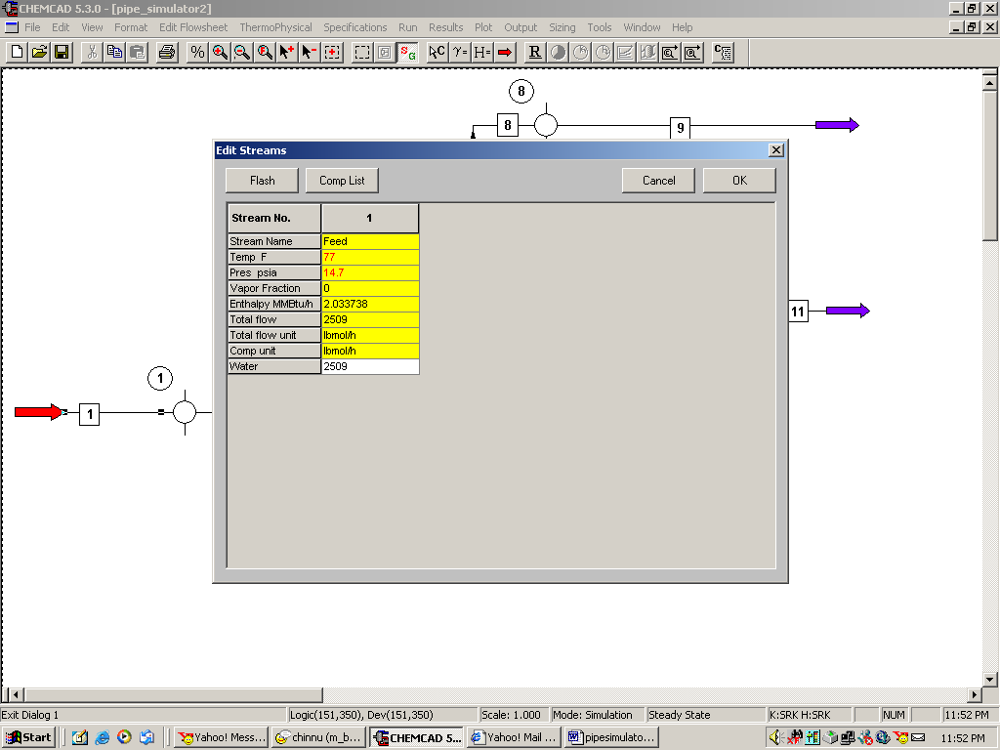 CHEMCAD 5.3.0 - [pipe_simulator2]
File Edit View Format Edit Flowsheet ThermoPhysical Specifications Run Results Plot Output Sizing Tools Window Help
% S G C γ= H= R C
8
8
9
Edit Streams
Flash Comp List Cancel OK
Stream No. 1
Stream Name Feed
Temp F 77
Pres psia 14.7
Vapor Fraction 0
Enthalpy MMBtu/h 2.033738
Total flow 2509
Total flow unit lbmol/h
Comp unit lbmol/h
Water 2509
11
1
1
Exit Dialog 1 Logic(151,350), Dev(151,350) Scale: 1.000 Mode: Simulation Steady State K:SRK H:SRK NUM 11:52 PM
Start Yahoo! Mess... chinnu (m_b... CHEMCAD 5.... Yahoo! Mail ... pipesimulato... 11:52 PM